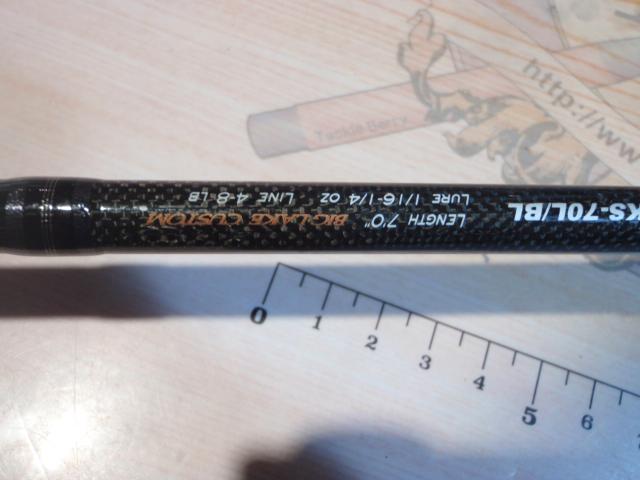 KS-70L/BL
LENGTH 7'0" BIG LAKE CUSTOM
LURE 1/16-1/4 oz LINE 4-8-LB
Tackle Berry
http://www
0 1 2 3 4 5 6